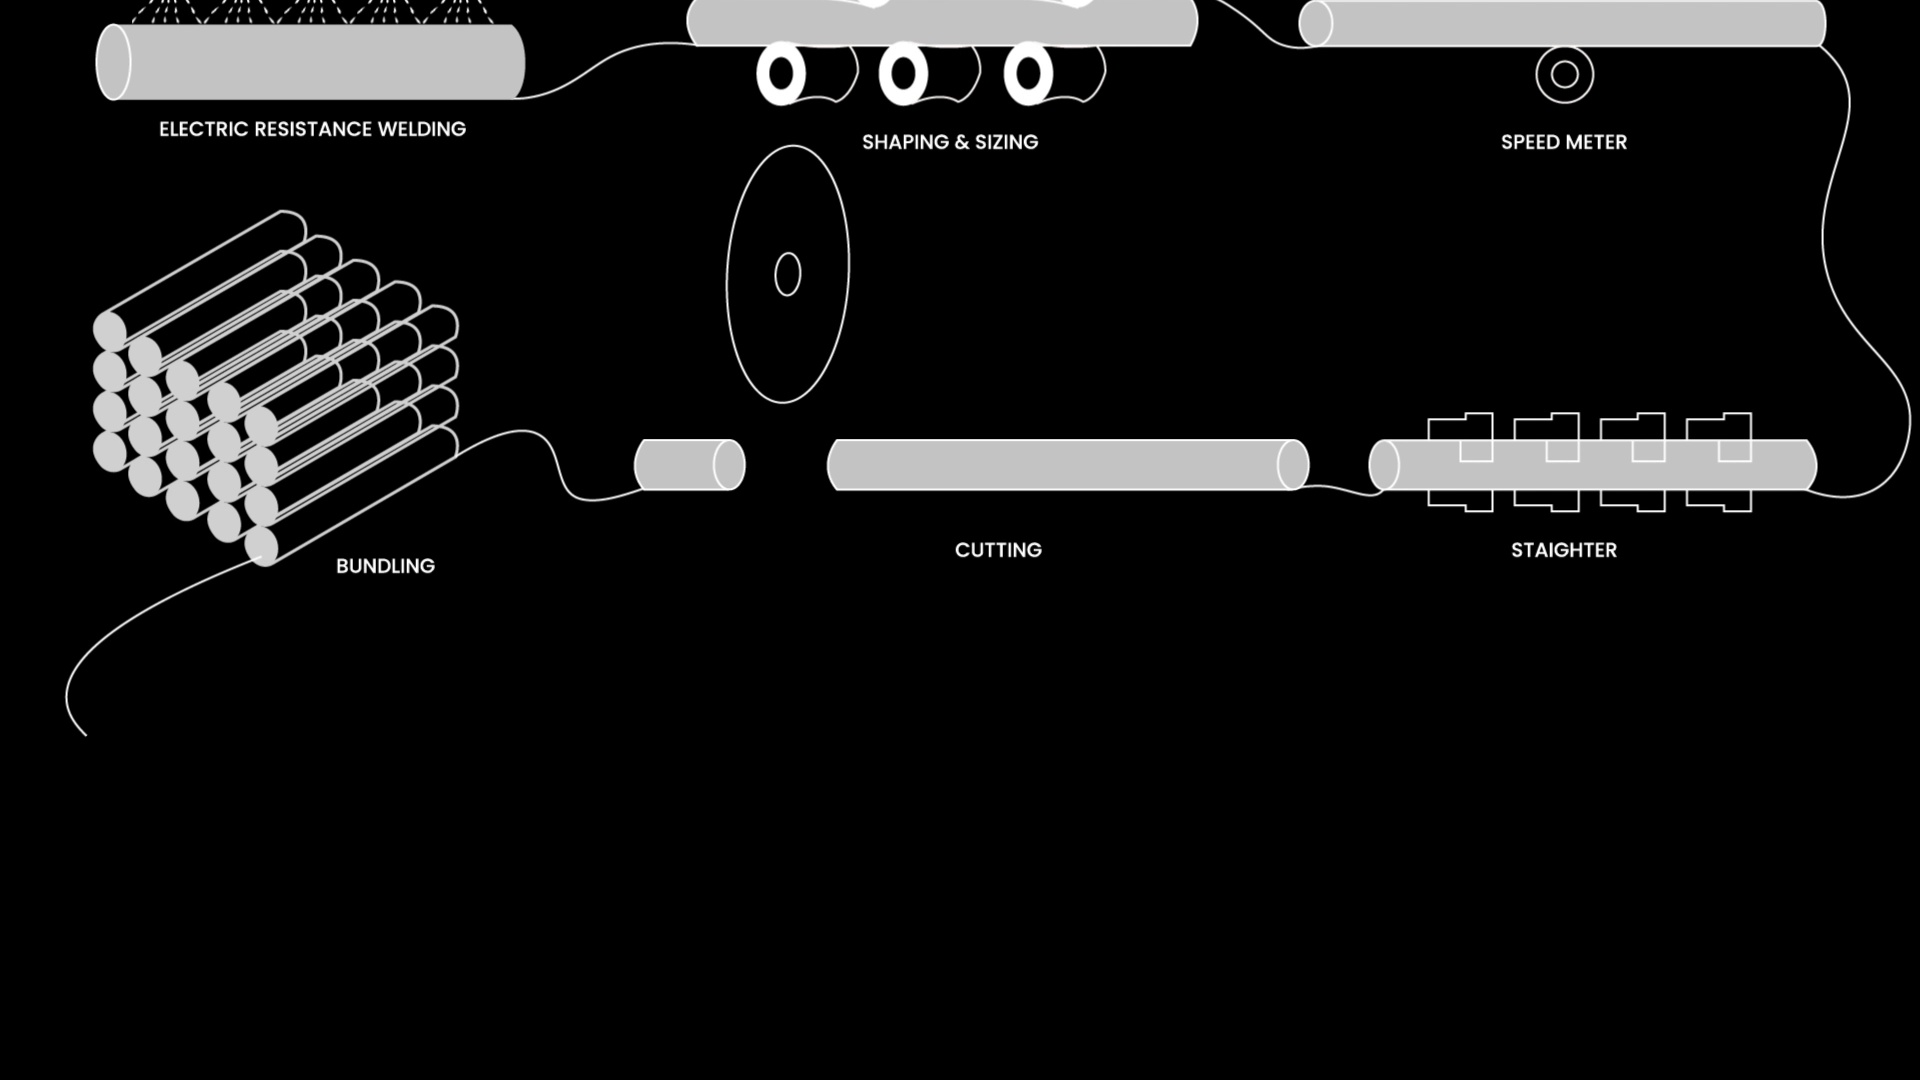 ELECTRIC RESISTANCE WELDING
SHAPING & SIZING
SPEED METER
BUNDLING
CUTTING
STAIGHTER